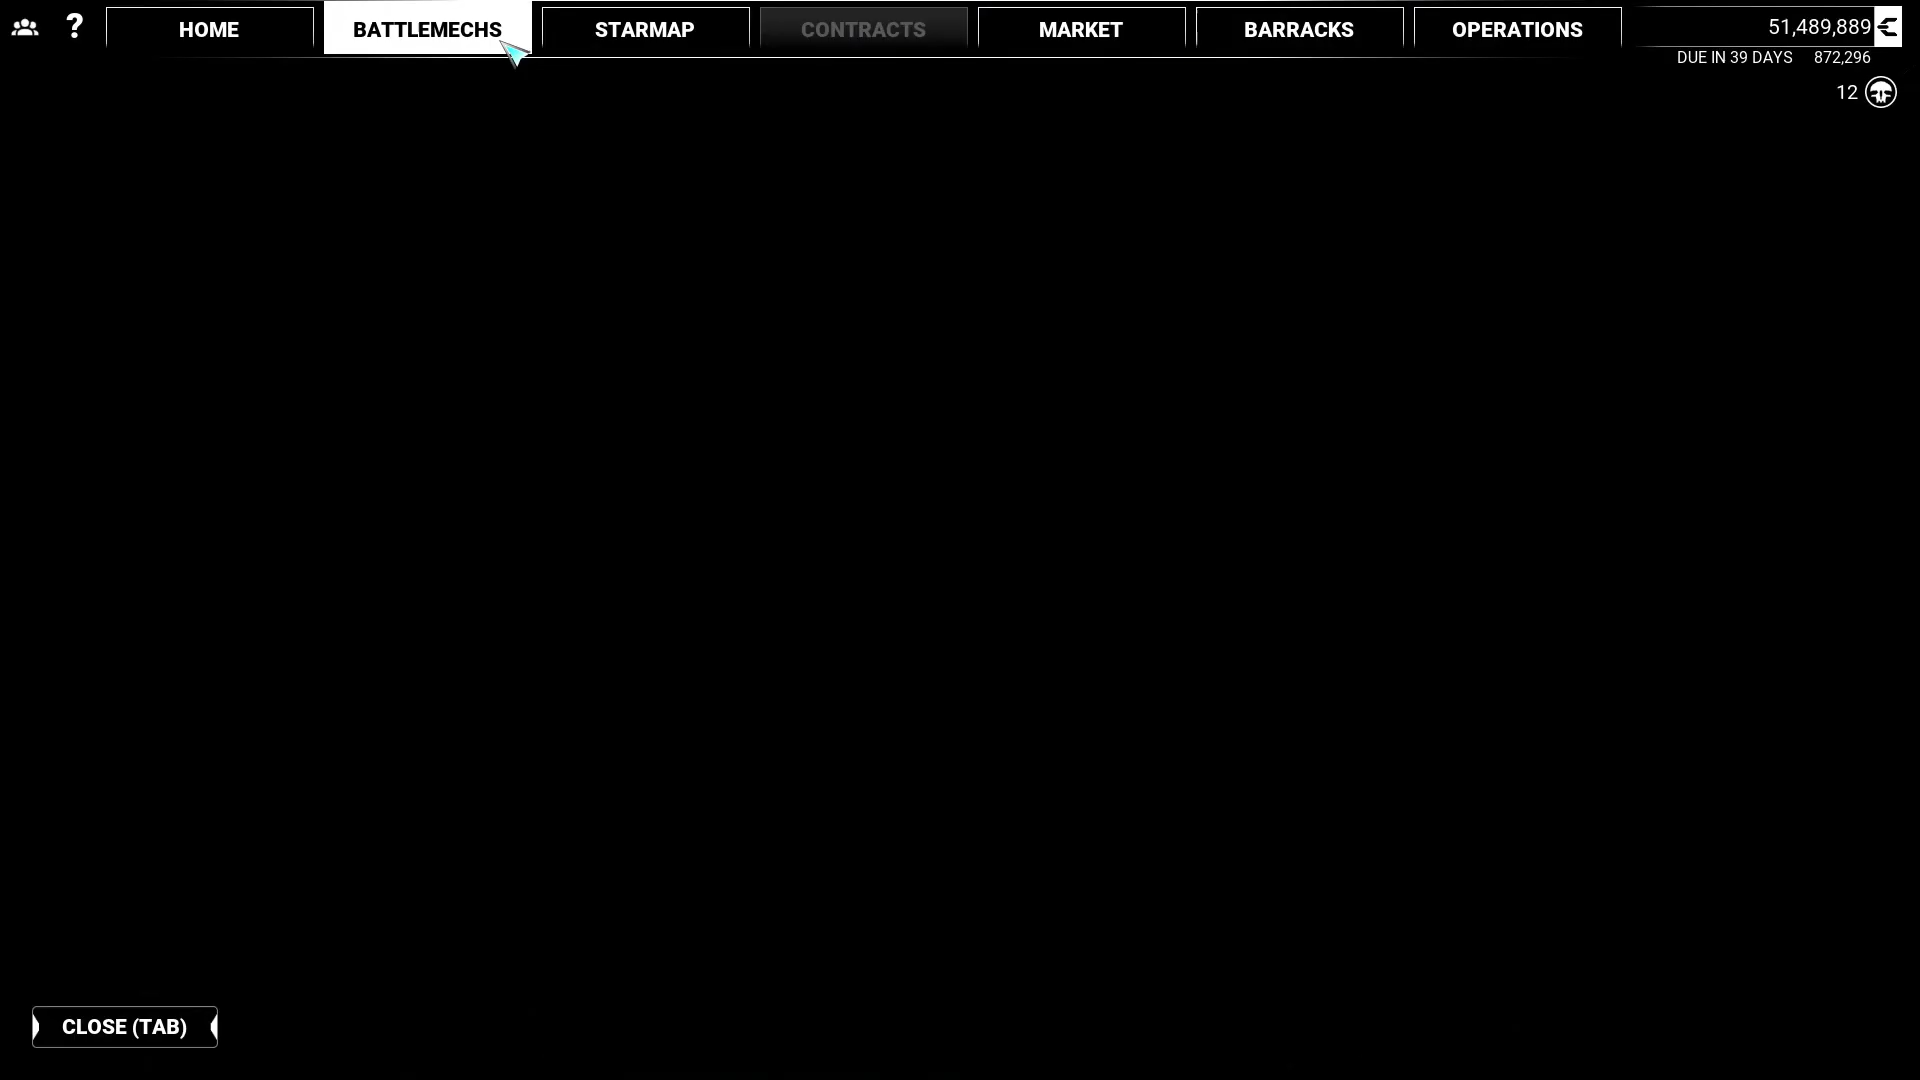 ?
HOME
BATTLEMECHS
STARMAP
CONTRACTS
MARKET
BARRACKS
OPERATIONS
51,489,889
DUE IN 39 DAYS 872,296
12
CLOSE (TAB)